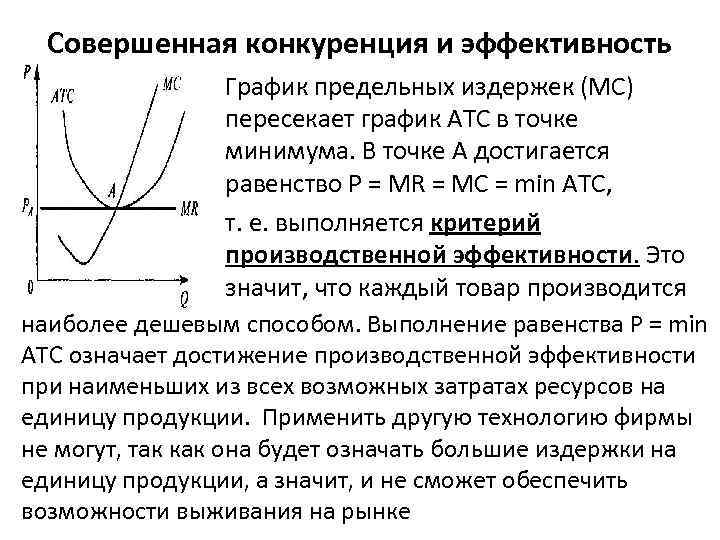 Совершенная конкуренция и эффективность
P
ATC
MC
A
P_A
MR
0
Q
График предельных издержек (МС)
пересекает график АТС в точке
минимума. В точке А достигается
равенство P = MR = MC = min ATC,
т. е. выполняется критерий
производственной эффективности. Это
значит, что каждый товар производится
наиболее дешевым способом. Выполнение равенства P = min
ATC означает достижение производственной эффективности
при наименьших из всех возможных затратах ресурсов на
единицу продукции. Применить другую технологию фирмы
не могут, так как она будет означать большие издержки на
единицу продукции, а значит, и не сможет обеспечить
возможности выживания на рынке